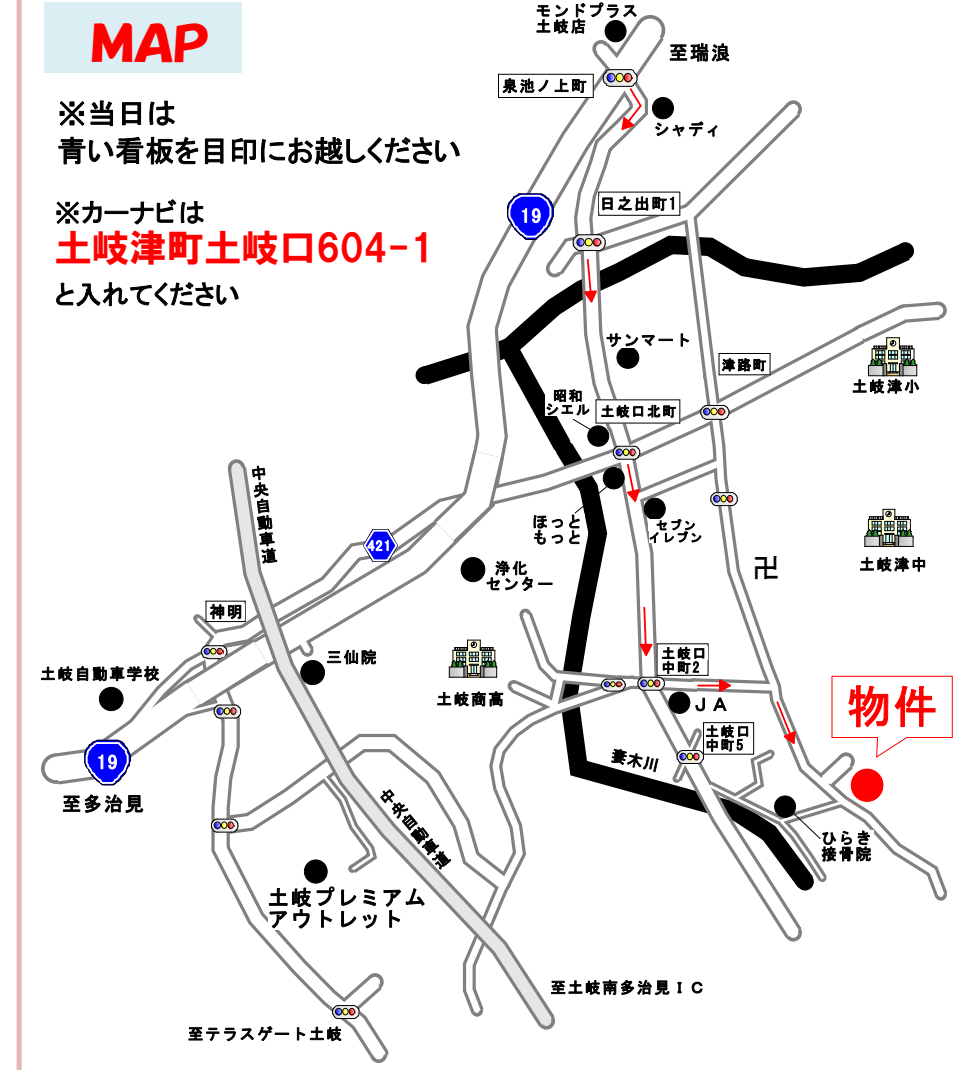 MAP
※当日は
青い看板を目印にお越しください
※カーナビは
土岐津町土岐口604-1
と入れてください
モンドプラス
土岐店
至瑞浪
泉池ノ上町
シャディ
19
日之出町1
サンマート
津路町
土岐津小
昭和
シエル
土岐口北町
ほっと
もっと
セブン
イレブン
土岐津中
卍
中央自動車道
421
浄化
センター
神明
三仙院
土岐商高
土岐自動車学校
土岐口
中町2
JA
土岐口
中町5
物件
19
至多治見
妻木川
中央自動車道
ひらき
接骨院
土岐プレミアム
アウトレット
至土岐南多治見IC
至テラスゲート土岐